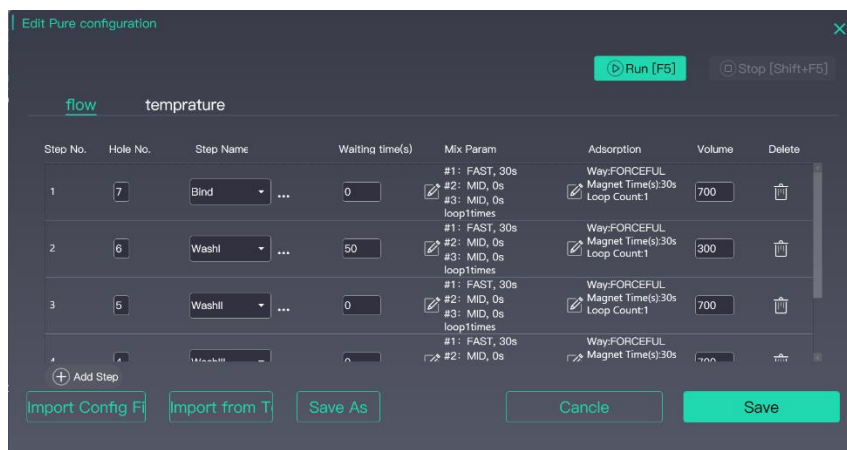 Edit Pure configuration
Run [F5]
Stop [Shift+F5]
flow temprature
Step No. Hole No. Step Name Waiting time(s) Mix Param Adsorption Volume Delete
#1: FAST, 30s Way:FORCEFUL
1 7 Bind ... 0 #2: MID, 0s Magnet Time(s):30s 700
#3: MID, 0s Loop Count:1
loop1times
#1: FAST, 30s Way:FORCEFUL
2 6 WashI ... 50 #2: MID, 0s Magnet Time(s):30s 300
#3: MID, 0s Loop Count:1
loop1times
#1: FAST, 30s Way:FORCEFUL
3 5 WashII ... 0 #2: MID, 0s Magnet Time(s):30s 700
#3: MID, 0s Loop Count:1
loop1times
#1: FAST, 30s Way:FORCEFUL
#2: MID, 0s Magnet Time(s):30s
Add Step
Import Config Fi Import from T Save As Cancle Save